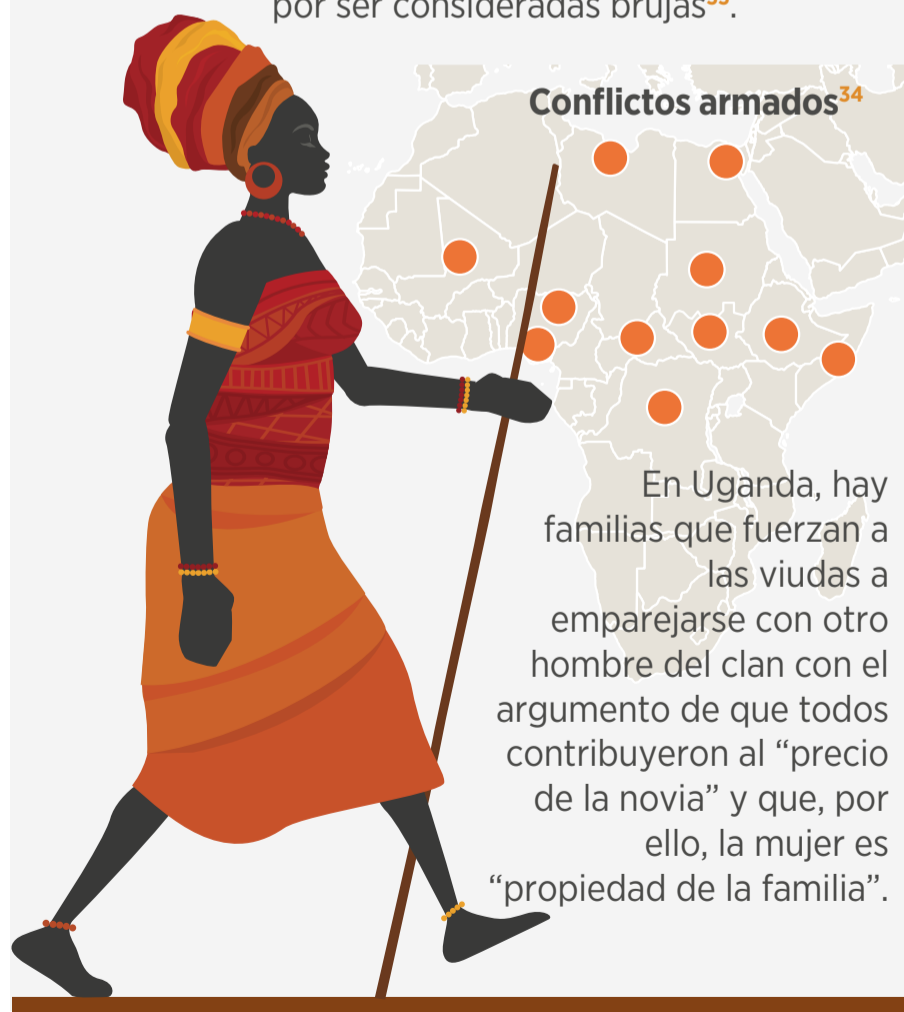 por ser consideradas brujas
Conflictos armados34
En Uganda, hay
familias que fuerzan a
las viudas a
emparejarse con otro
hombre del clan con el
argumento de que todos
contribuyeron al “precio
de la novia” y que, por
ello, la mujer es
“propiedad de la familia”.